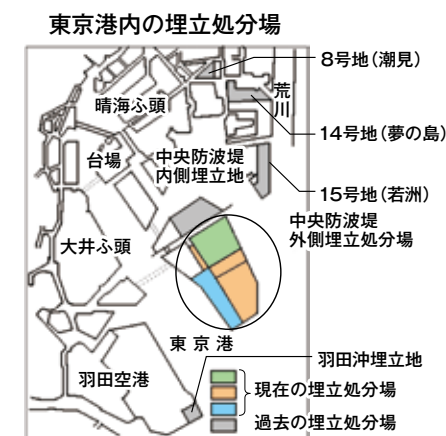 東京港内の埋立処分場
8号地（潮見）
荒川
晴海ふ頭
14号地（夢の島）
台場
中央防波堤
内側埋立地
15号地（若洲）
中央防波堤
外側埋立処分場
大井ふ頭
東京港
羽田沖埋立地
羽田空港
現在の埋立処分場
過去の埋立処分場